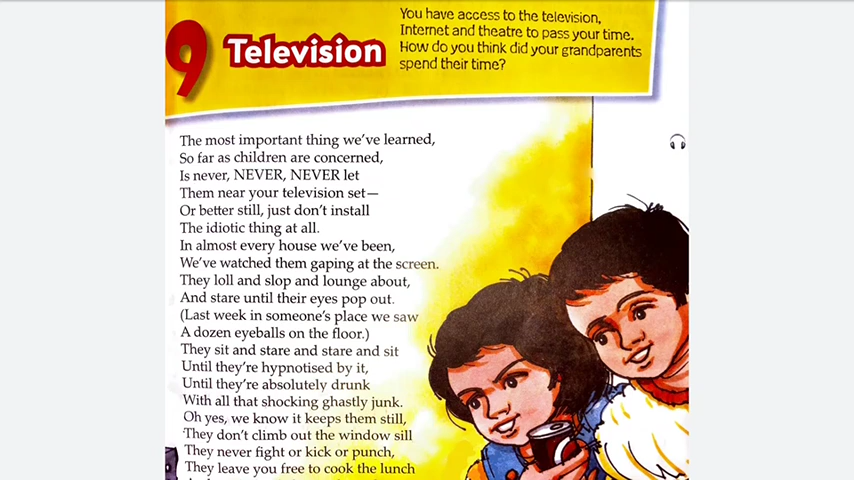 9
Television
You have access to the television,
Internet and theatre to pass your time.
How do you think did your grandparents
spend their time?
The most important thing we've learned,
So far as children are concerned,
Is never, NEVER, NEVER let
Them near your television set—
Or better still, just don't install
The idiotic thing at all.
In almost every house we've been,
We've watched them gaping at the screen.
They loll and slop and lounge about,
And stare until their eyes pop out.
(Last week in someone's place we saw
A dozen eyeballs on the floor.)
They sit and stare and stare and sit
Until they're hypnotised by it,
Until they're absolutely drunk
With all that shocking ghastly junk.
Oh yes, we know it keeps them still,
They don't climb out the window sill
They never fight or kick or punch,
They leave you free to cook the lunch